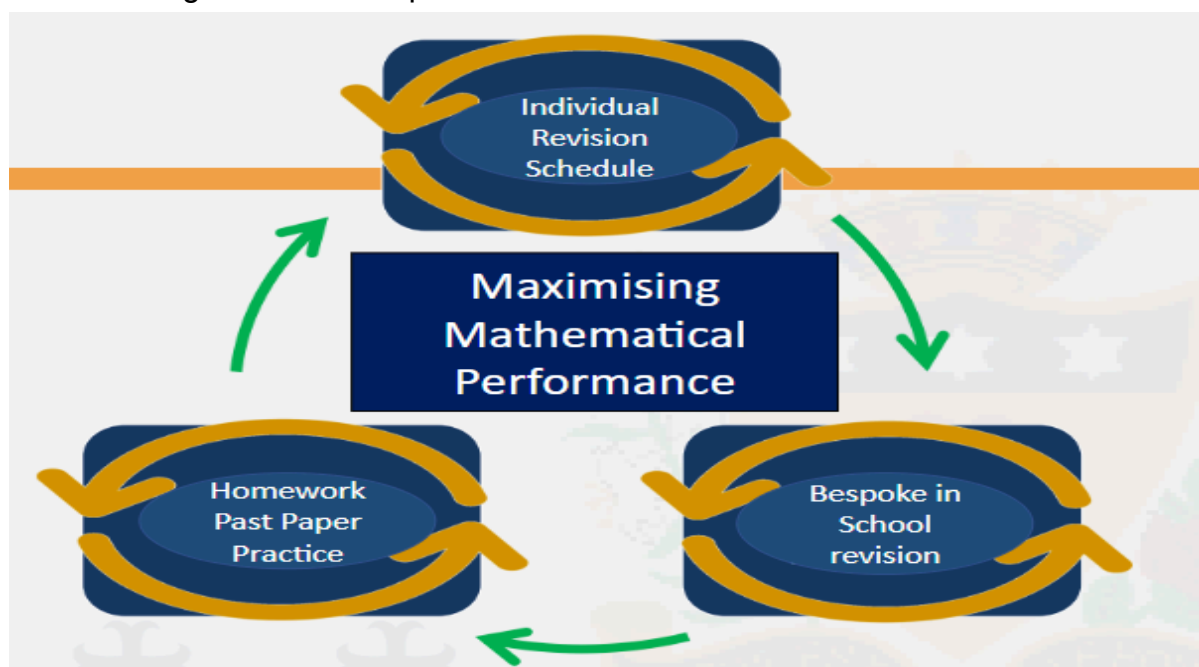 Individual
Revision
Schedule
Maximising
Mathematical
Performance
Homework
Past Paper
Practice
Bespoke in
School
revision